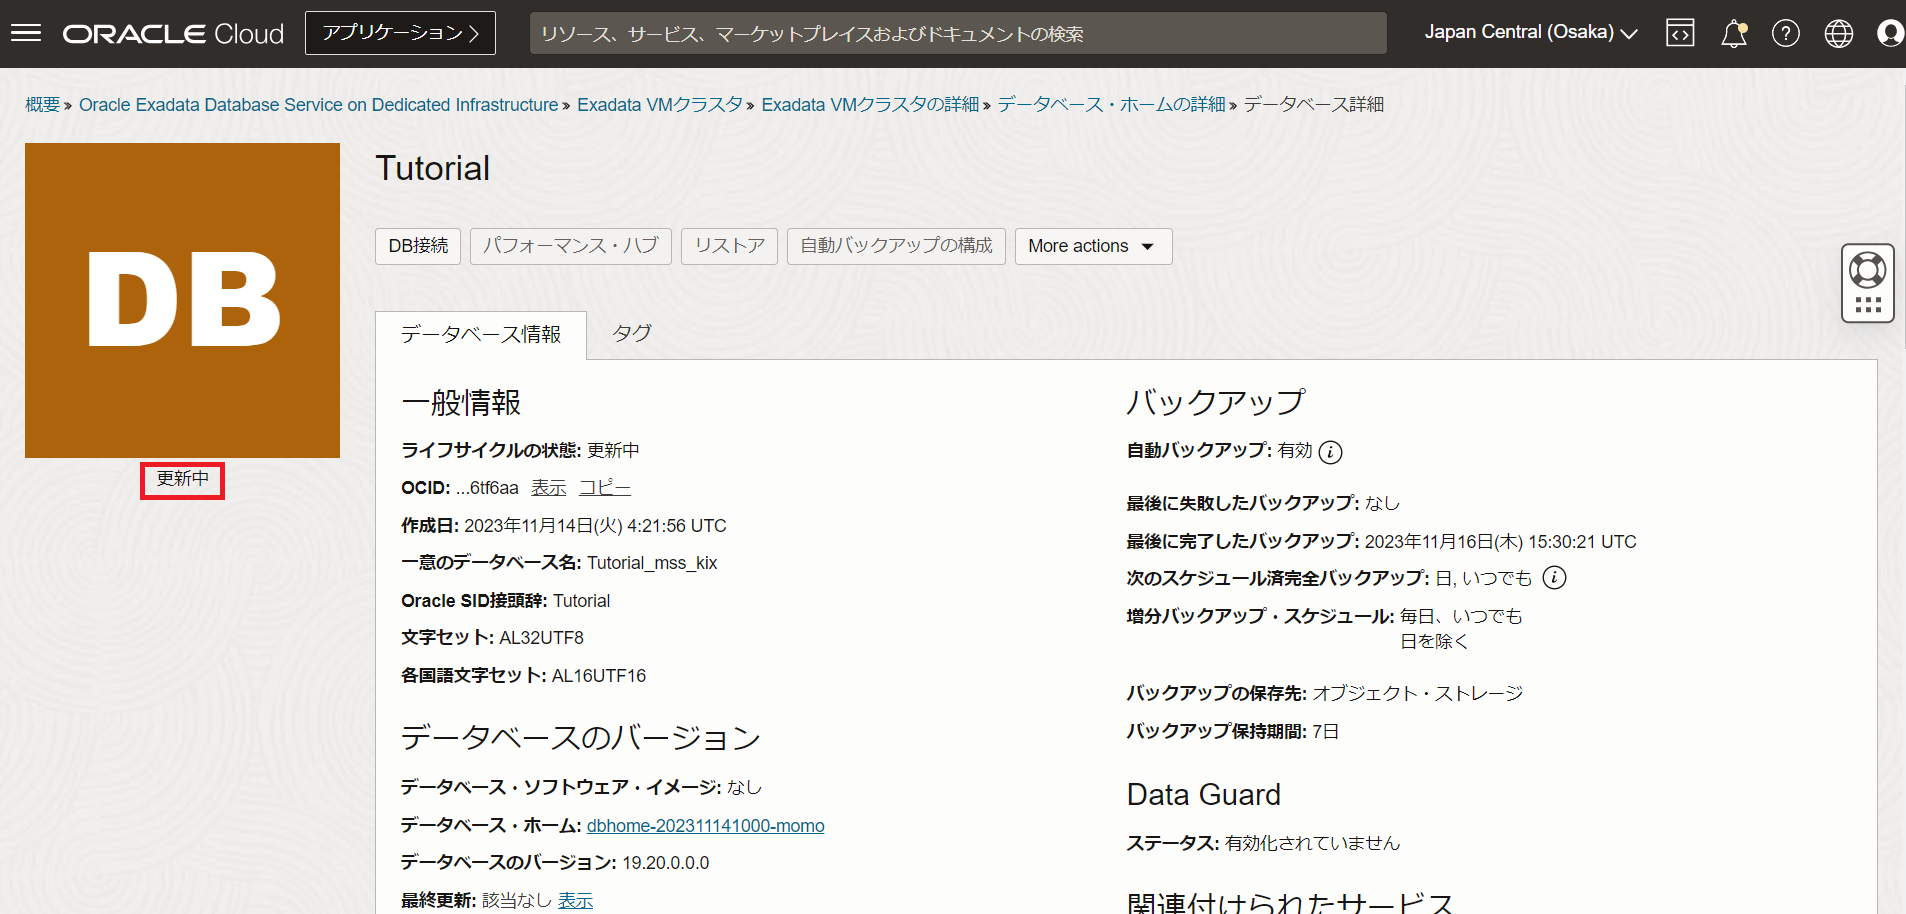 ORACLE Cloud
アプリケーション
リソース、サービス、マーケットプレイスおよびドキュメントの検索
Japan Central (Osaka)
概要 » Oracle Exadata Database Service on Dedicated Infrastructure » Exadata VMクラスタ » Exadata VMクラスタの詳細 » データベース・ホームの詳細 » データベース詳細
DB
更新中
Tutorial
DB接続 パフォーマンス・ハブ リストア 自動バックアップの構成 More actions
データベース情報 タグ
一般情報
ライフサイクルの状態: 更新中
OCID: ...6tf6aa 表示 コピー
作成日: 2023年11月14日(火) 4:21:56 UTC
一意のデータベース名: Tutorial_mss_kix
Oracle SID接頭辞: Tutorial
文字セット: AL32UTF8
各国語文字セット: AL16UTF16
データベースのバージョン
データベース・ソフトウェア・イメージ: なし
データベース・ホーム: dbhome-202311141000-momo
データベースのバージョン: 19.20.0.0.0
最終更新: 該当なし 表示
バックアップ
自動バックアップ: 有効
最後に失敗したバックアップ: なし
最後に完了したバックアップ: 2023年11月16日(木) 15:30:21 UTC
次のスケジュール済完全バックアップ: 日, いつでも
増分バックアップ・スケジュール: 毎日、いつでも
日を除く
バックアップの保存先: オブジェクト・ストレージ
バックアップ保持期間: 7日
Data Guard
ステータス: 有効化されていません
関連付けられたサービス